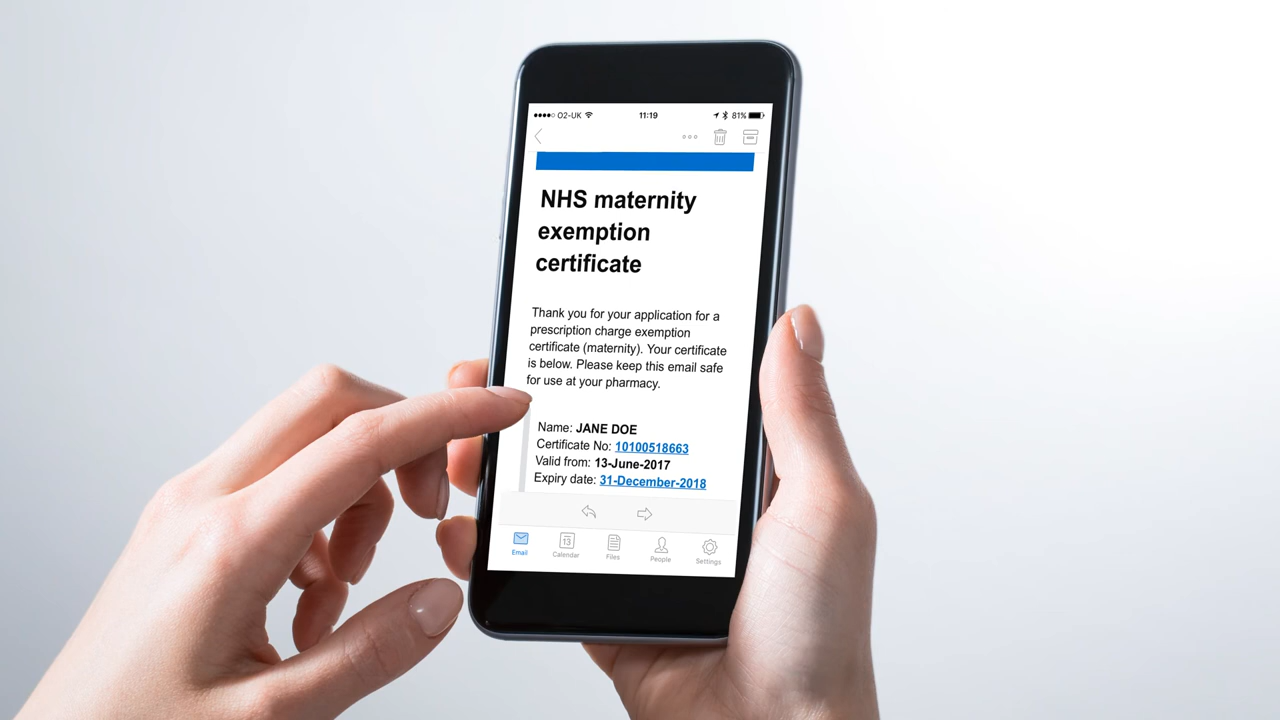 O2-UK 11:19 81%
NHS maternity
exemption
certificate
Thank you for your application for a
prescription charge exemption
certificate (maternity). Your certificate
is below. Please keep this email safe
for use at your pharmacy.
Name: JANE DOE
Certificate No: 10100518663
Valid from: 13-June-2017
Expiry date: 31-December-2018
13
Email Calendar Files People Settings